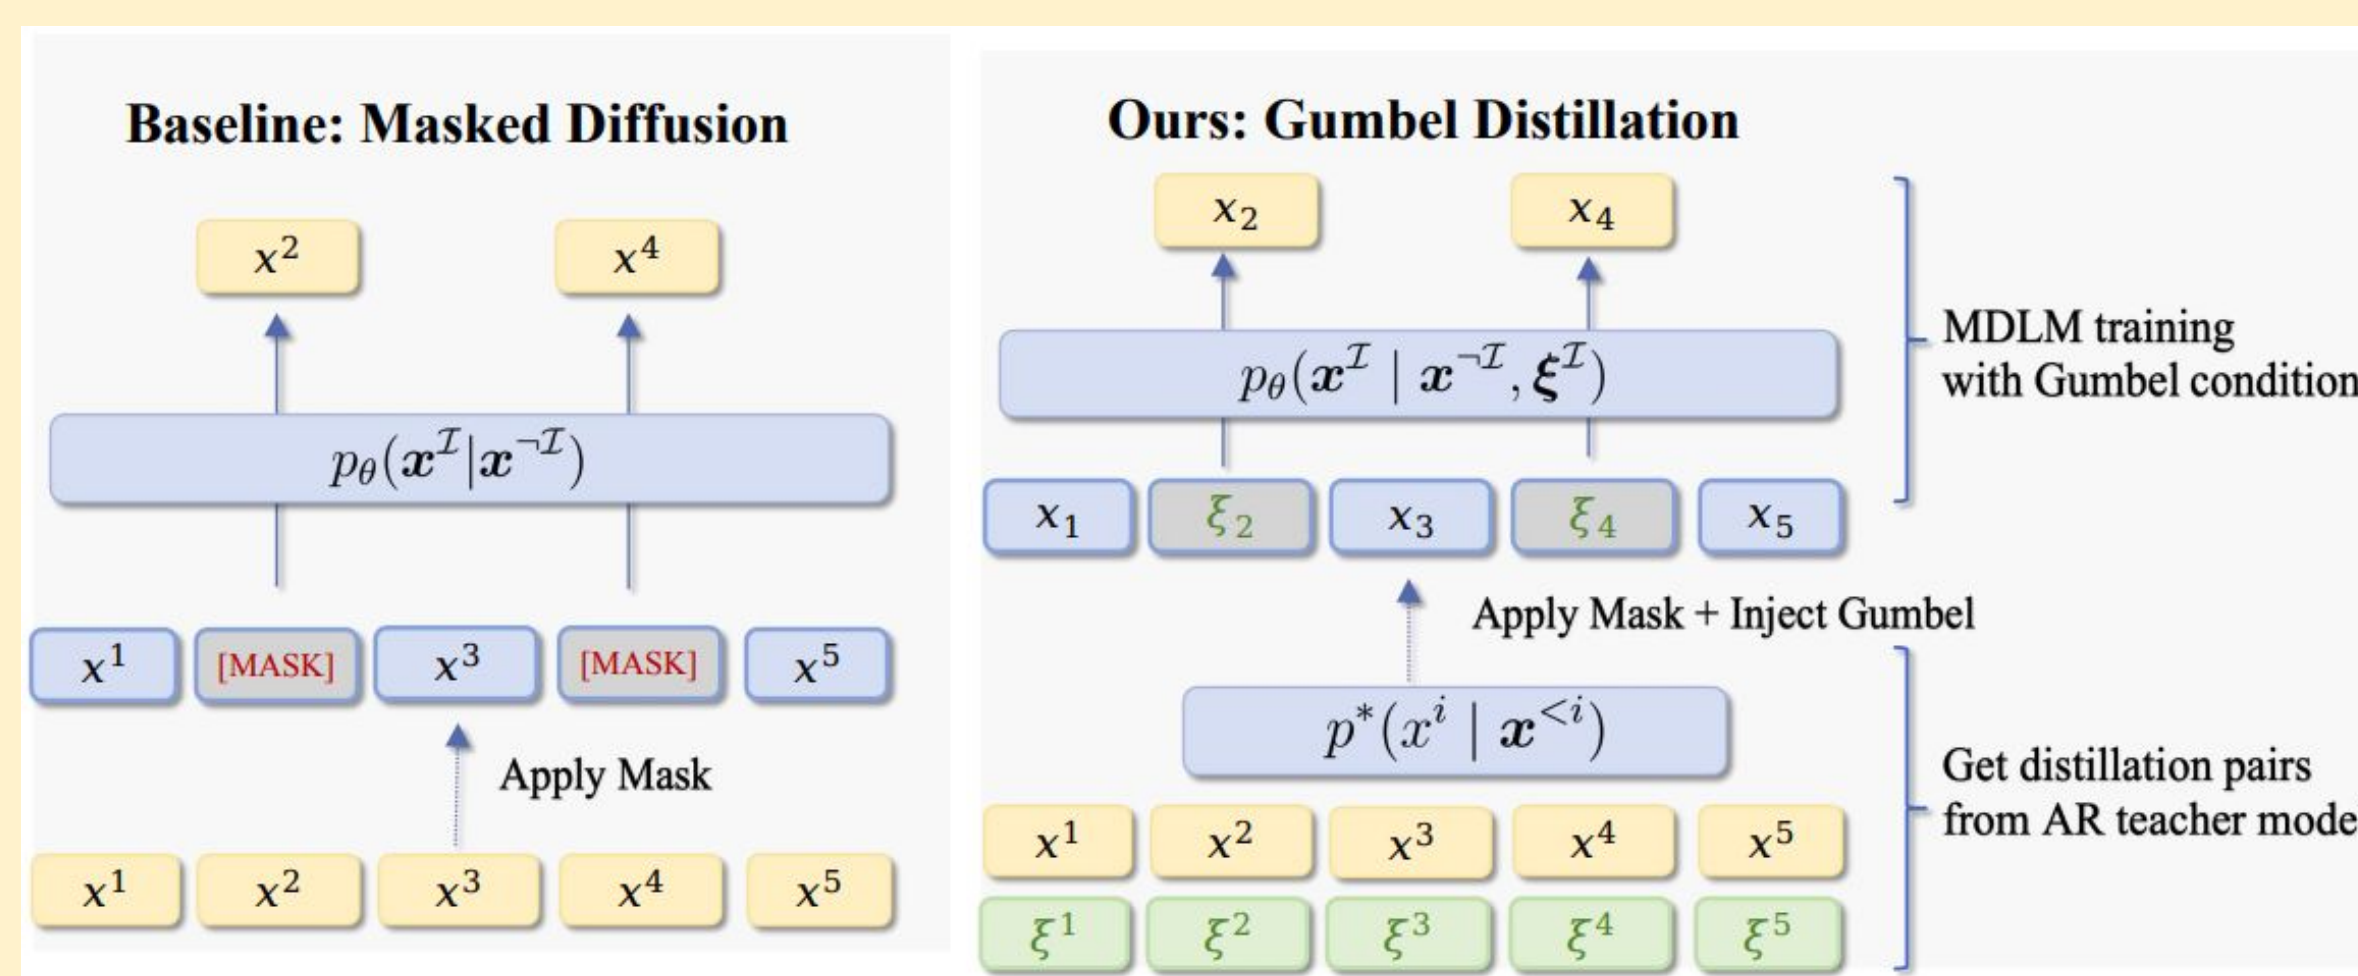 Baseline: Masked Diffusion
x² x⁴
pθ(x^ℐ|x^¬ℐ)
x¹ [MASK] x³ [MASK] x⁵
Apply Mask
x¹ x² x³ x⁴ x⁵
Ours: Gumbel Distillation
x₂ x₄
pθ(x^ℐ | x^¬ℐ, ξ^ℐ)
MDLM training
with Gumbel condition
x₁ ξ₂ x₃ ξ₄ x₅
Apply Mask + Inject Gumbel
p*(xⁱ | x^<i)
Get distillation pairs
from AR teacher mode
x¹ x² x³ x⁴ x⁵
ξ¹ ξ² ξ³ ξ⁴ ξ⁵